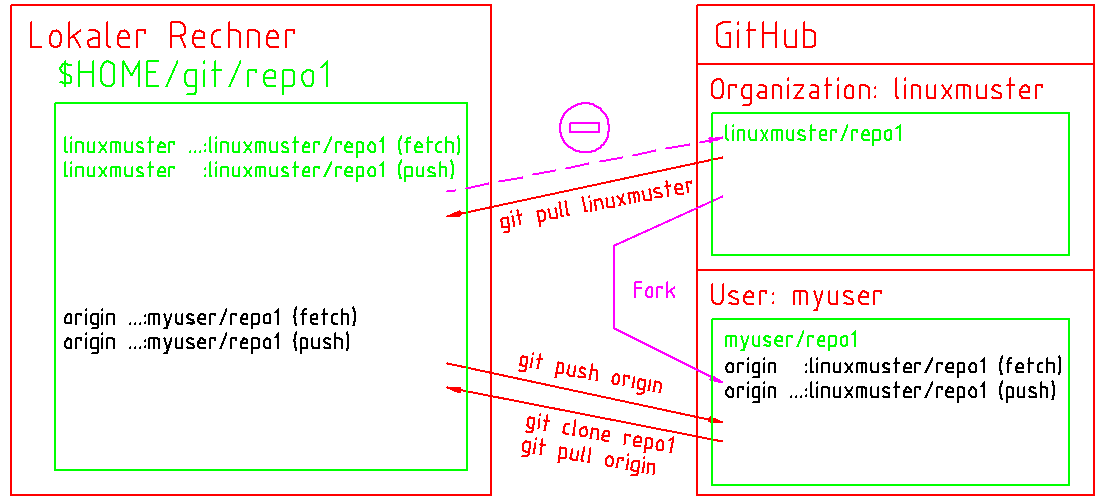 Lokaler Rechner
$HOME/git/repo1
linuxmuster ...:linuxmuster/repo1 (fetch)
linuxmuster :linuxmuster/repo1 (push)
origin ...:myuser/repo1 (fetch)
origin ...:myuser/repo1 (push)
git pull linuxmuster
Fork
git push origin
git clone repo1
git pull origin
GitHub
Organization: linuxmuster
linuxmuster/repo1
User: myuser
myuser/repo1
origin :linuxmuster/repo1 (fetch)
origin ...:linuxmuster/repo1 (push)